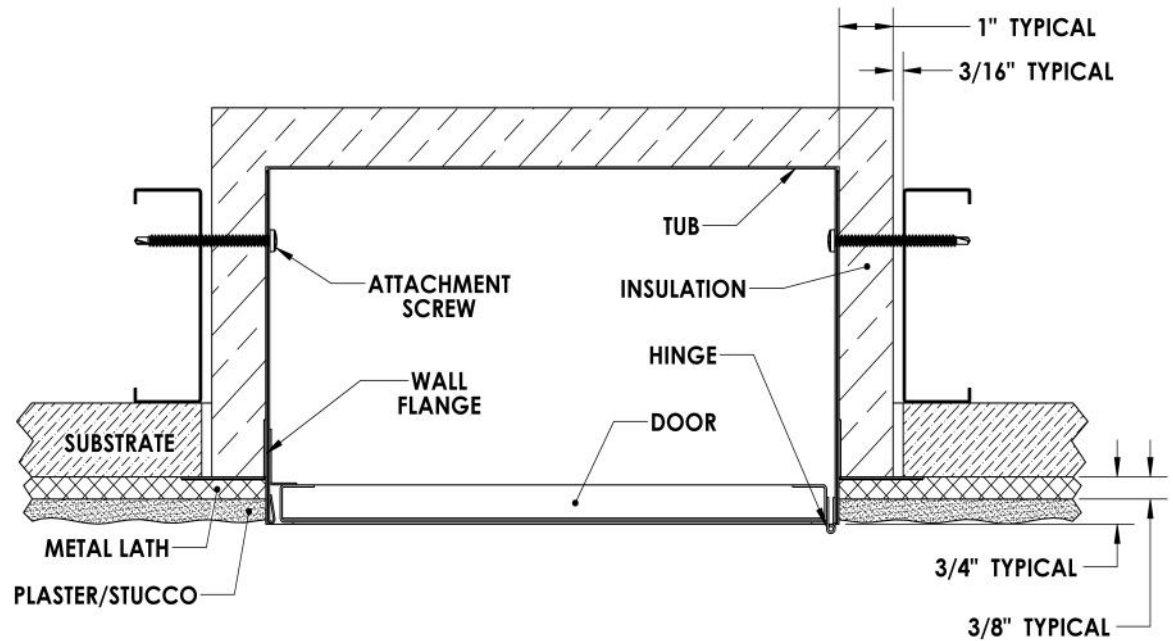 1" TYPICAL
3/16" TYPICAL
TUB
ATTACHMENT
SCREW
INSULATION
HINGE
WALL
FLANGE
DOOR
SUBSTRATE
METAL LATH
PLASTER/STUCCO
3/4" TYPICAL
3/8" TYPICAL